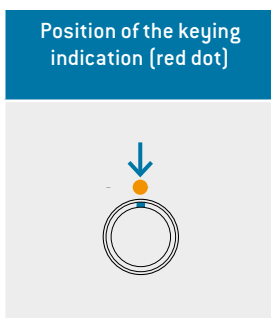 Position of the keying
indication (red dot)